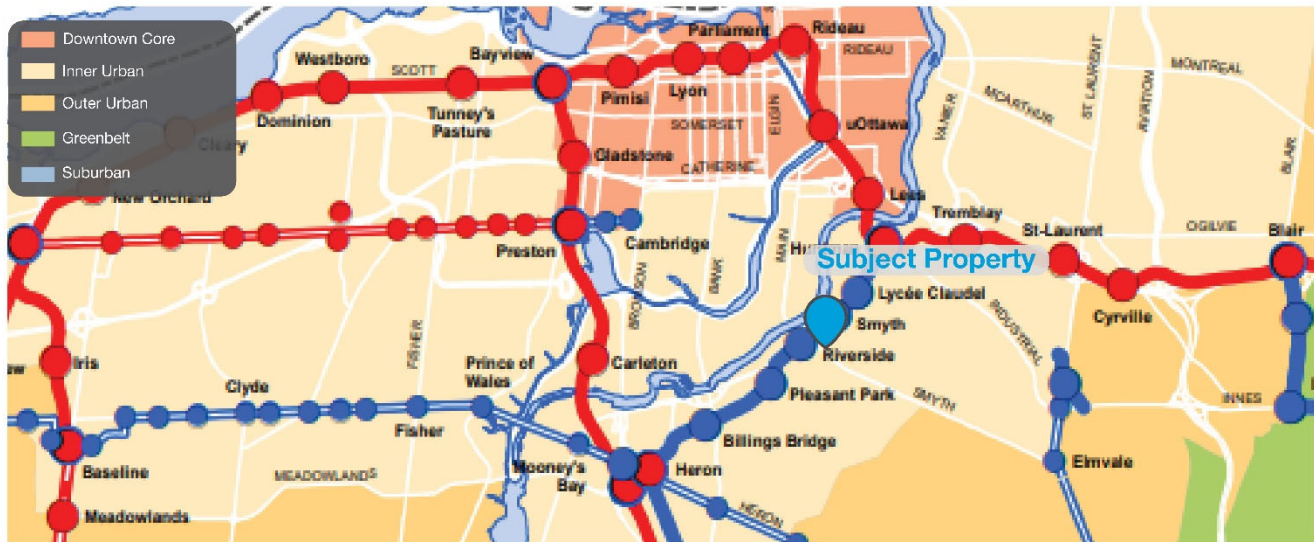 Downtown Core
Inner Urban
Outer Urban
Greenbelt
Suburban
Parliament
Rideau
RIDEAU
Westboro
Bayview
SCOTT
MONTREAL
Pimisi
Lyon
Dominion
Tunney's
Pasture
ELGIN
VANIER
MCARTHUR
ST LAURENT
AVIATION
SOMERSET
uOttawa
Cleary
Gladstone
CATHERINE
BLAIR
New Orchard
Lees
Tremblay
Preston
Cambridge
MAIN
St-Laurent
OGILVIE
Blair
Subject Property
BRONSON
BANK
Lycée Claudel
Cyrville
Smyth
INDUSTRIAL
Riverside
FISHER
Prince of
Wales
Carleton
Iris
Clyde
Pleasant Park
SMYTH
INNES
Fisher
Billings Bridge
Baseline
MEADOWLANDS
Mooney's
Bay
Heron
Elmvale
HERON
Meadowlands